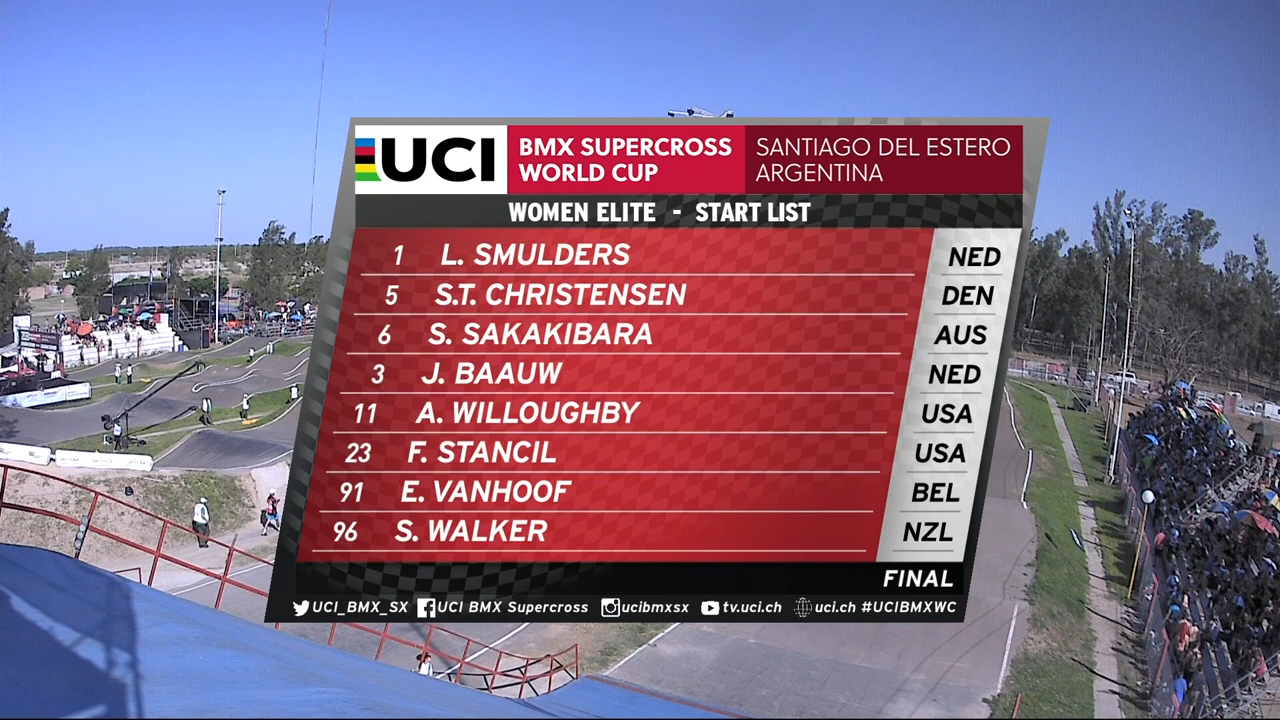 UCI
BMX SUPERCROSS
WORLD CUP
SANTIAGO DEL ESTERO
ARGENTINA
WOMEN ELITE - START LIST
1 L. SMULDERS NED
5 S.T. CHRISTENSEN DEN
6 S. SAKAKIBARA AUS
3 J. BAAUW NED
11 A. WILLOUGHBY USA
23 F. STANCIL USA
91 E. VANHOOF BEL
96 S. WALKER NZL
FINAL
UCI_BMX_SX UCI BMX Supercross ucibmxsx tv.uci.ch uci.ch #UCIBMXWC